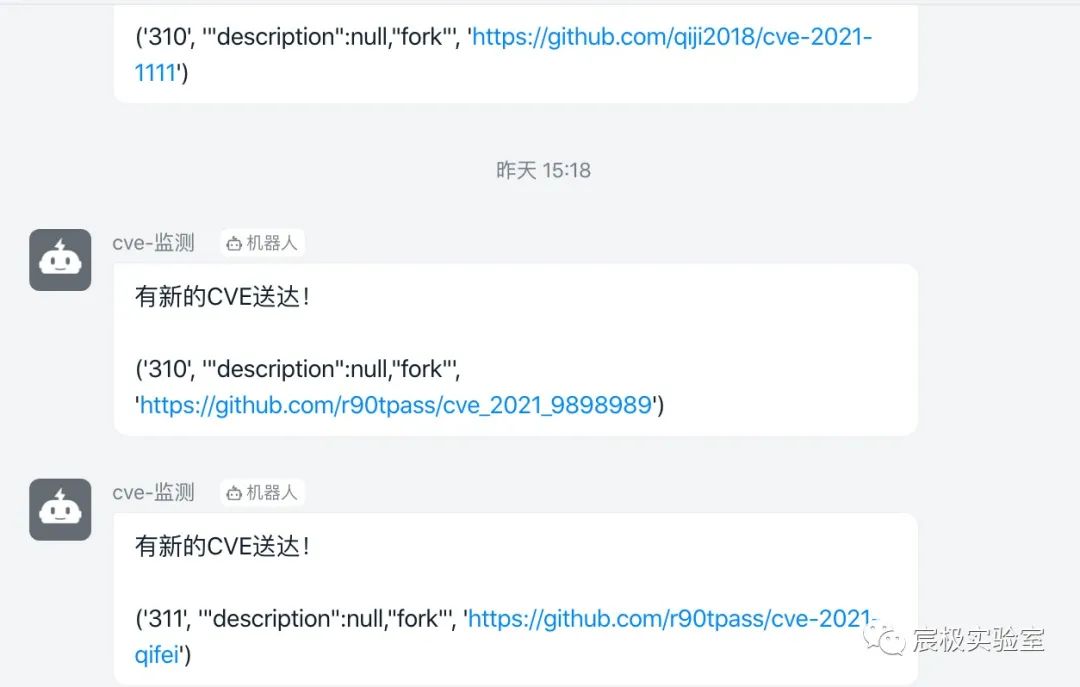 ('310', '"description":null,"fork"', 'https://github.com/qiji2018/cve-2021-
1111')
昨天 15:18
cve-监测 机器人
有新的CVE送达！
('310', '"description":null,"fork"',
'https://github.com/r90tpass/cve_2021_9898989')
cve-监测 机器人
有新的CVE送达！
('311', '"description":null,"fork"', 'https://github.com/r90tpass/cve-2021-
qifei')
宸极实验室